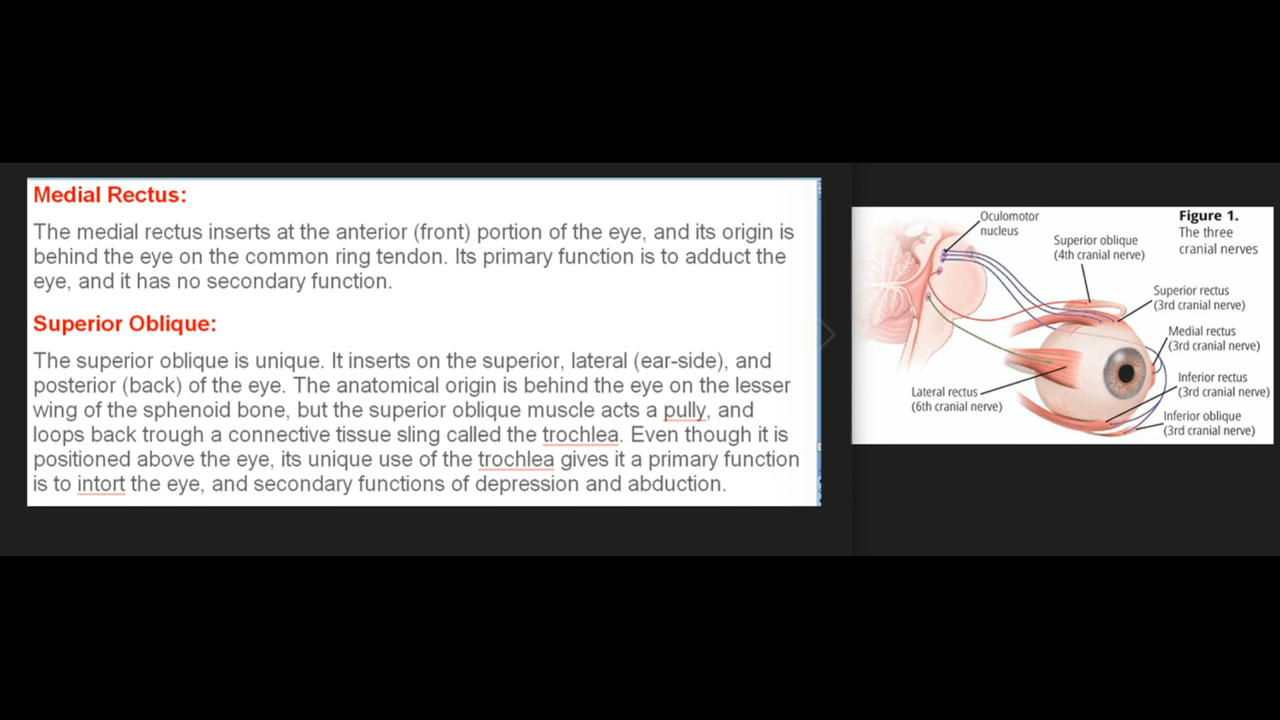 Medial Rectus:
The medial rectus inserts at the anterior (front) portion of the eye, and its origin is
behind the eye on the common ring tendon. Its primary function is to adduct the
eye, and it has no secondary function.
Superior Oblique:
The superior oblique is unique. It inserts on the superior, lateral (ear-side), and
posterior (back) of the eye. The anatomical origin is behind the eye on the lesser
wing of the sphenoid bone, but the superior oblique muscle acts a pully, and
loops back trough a connective tissue sling called the trochlea. Even though it is
positioned above the eye, its unique use of the trochlea gives it a primary function
is to intort the eye, and secondary functions of depression and abduction.
Oculomotor
nucleus
Figure 1.
The three
cranial nerves
Superior oblique
(4th cranial nerve)
Superior rectus
(3rd cranial nerve)
Medial rectus
(3rd cranial nerve)
Inferior rectus
(3rd cranial nerve)
Lateral rectus
(6th cranial nerve)
Inferior oblique
(3rd cranial nerve)